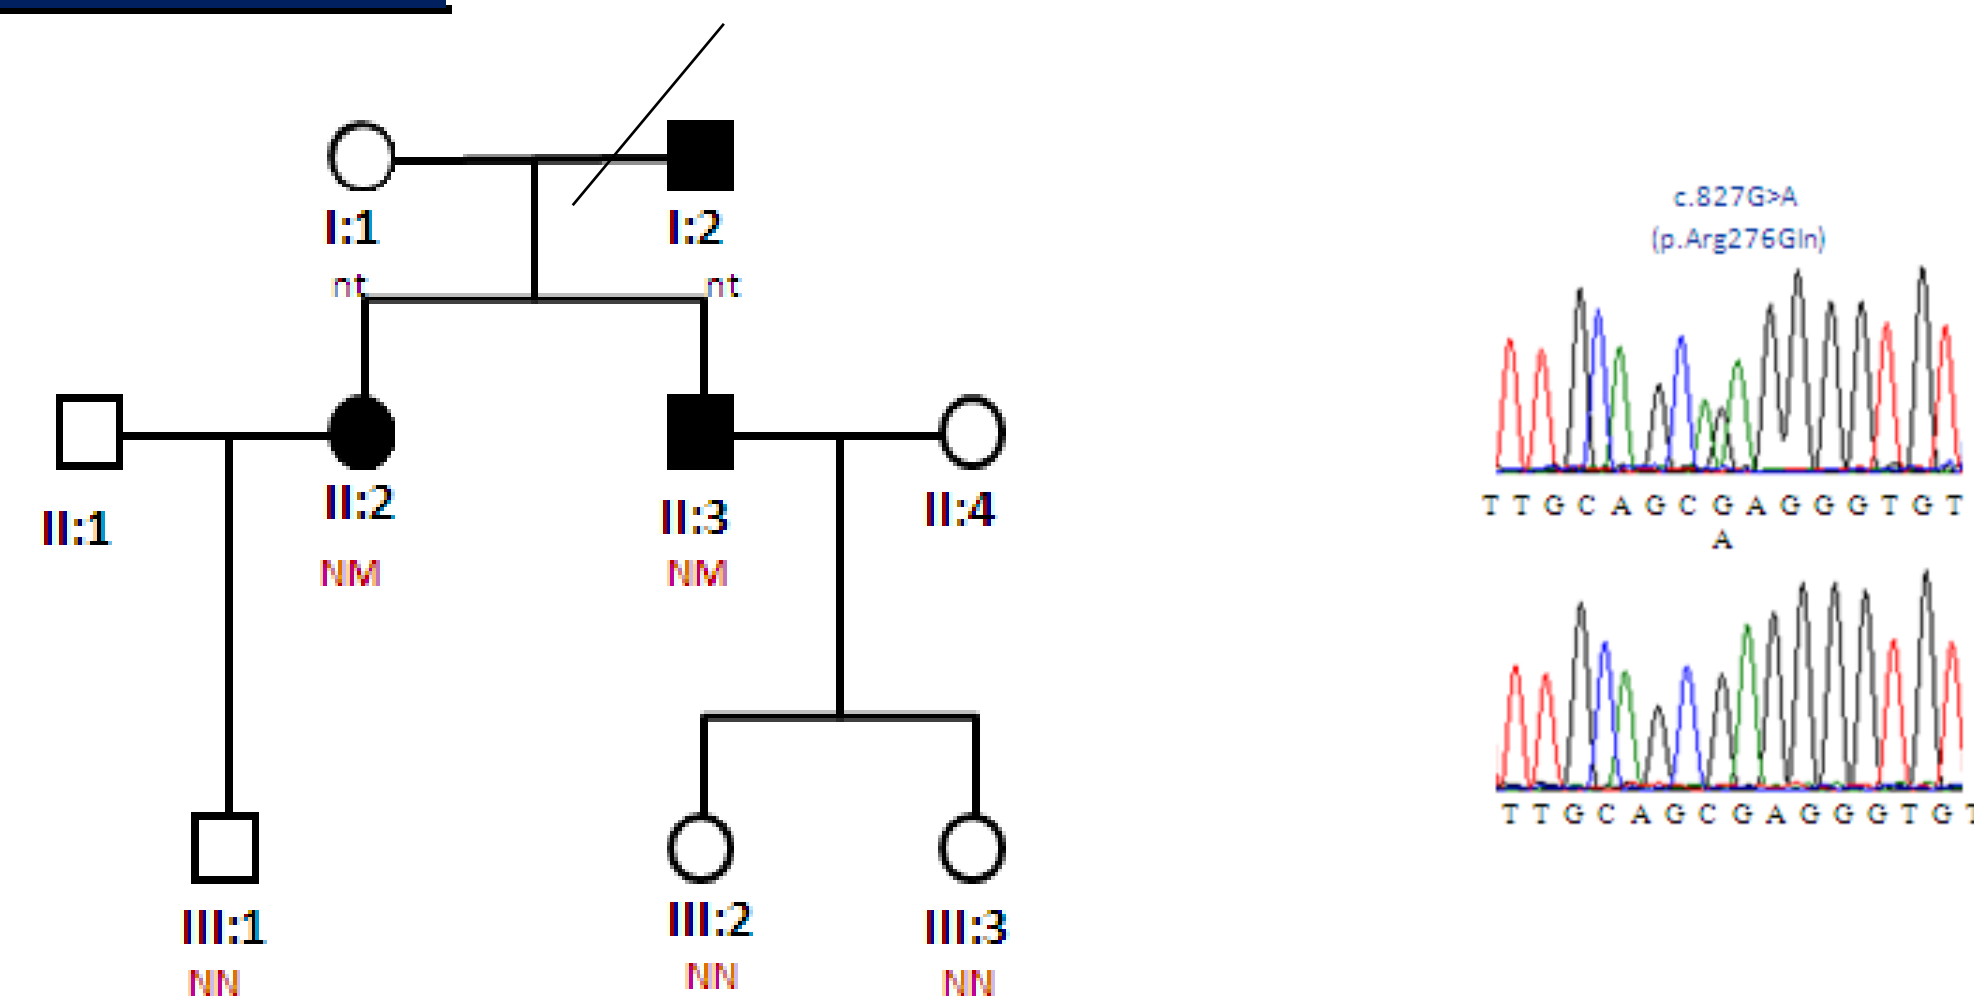 I:1
I:2
nt
nt
II:1
II:2
II:3
II:4
NM
NM
III:1
III:2
III:3
NN
NN
NN
c.827G>A
(p.Arg276Gln)
T T G C A G C G A G G G T G T
A
T T G C A G C G A G G G T G T